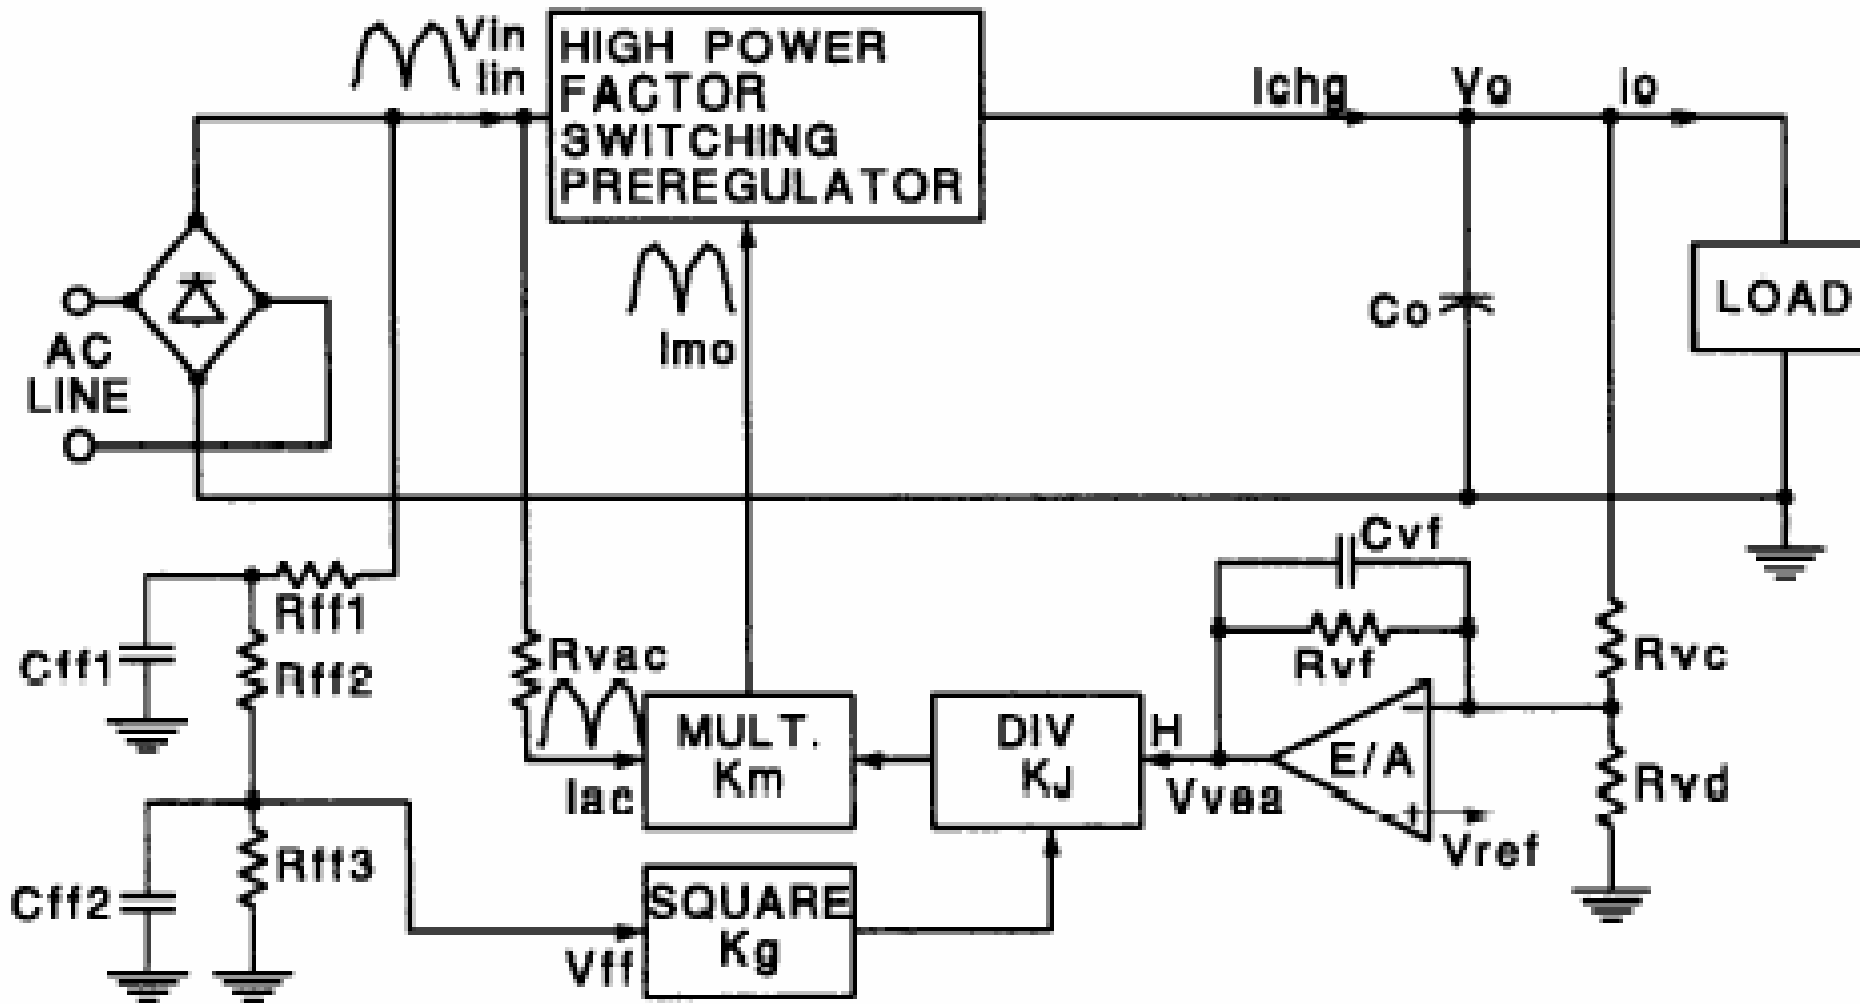 Vin
Iin
HIGH POWER
FACTOR
SWITCHING
PREREGULATOR
Ichg
Vo
Io
AC
LINE
Imo
Co
LOAD
Cvf
Rff1
Cff1
Rff2
Rvac
Rvf
Rvc
MULT.
Km
DIV
KJ
H
E/A
Iac
Vvea
Rvd
Vref
Rff3
Cff2
SQUARE
Kg
Vff